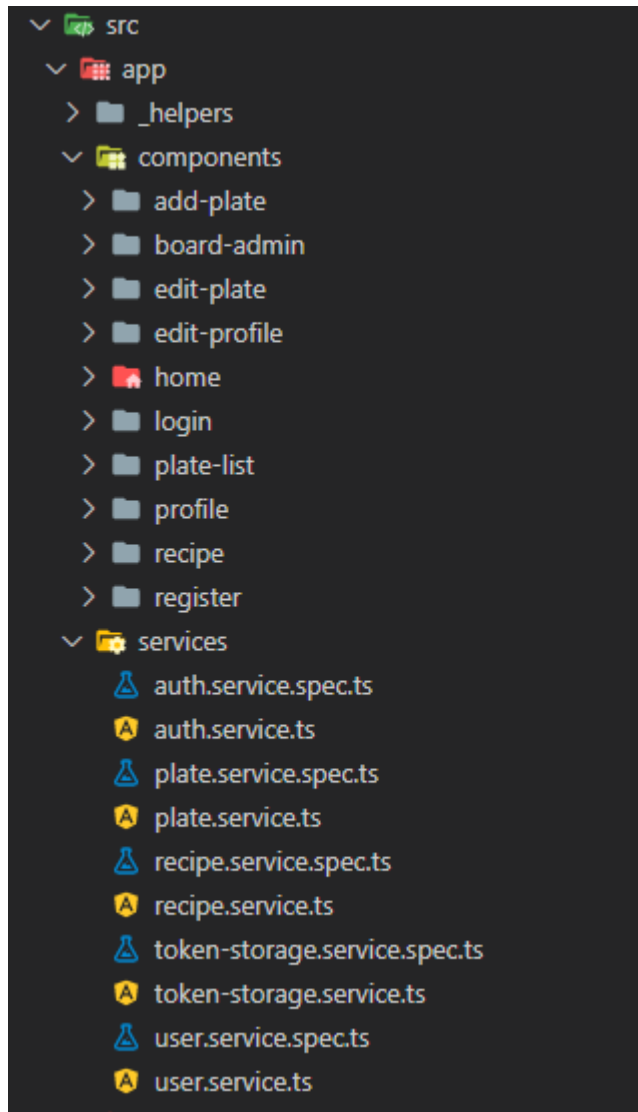 src
app
_helpers
components
add-plate
board-admin
edit-plate
edit-profile
home
login
plate-list
profile
recipe
register
services
auth.service.spec.ts
auth.service.ts
plate.service.spec.ts
plate.service.ts
recipe.service.spec.ts
recipe.service.ts
token-storage.service.spec.ts
token-storage.service.ts
user.service.spec.ts
user.service.ts